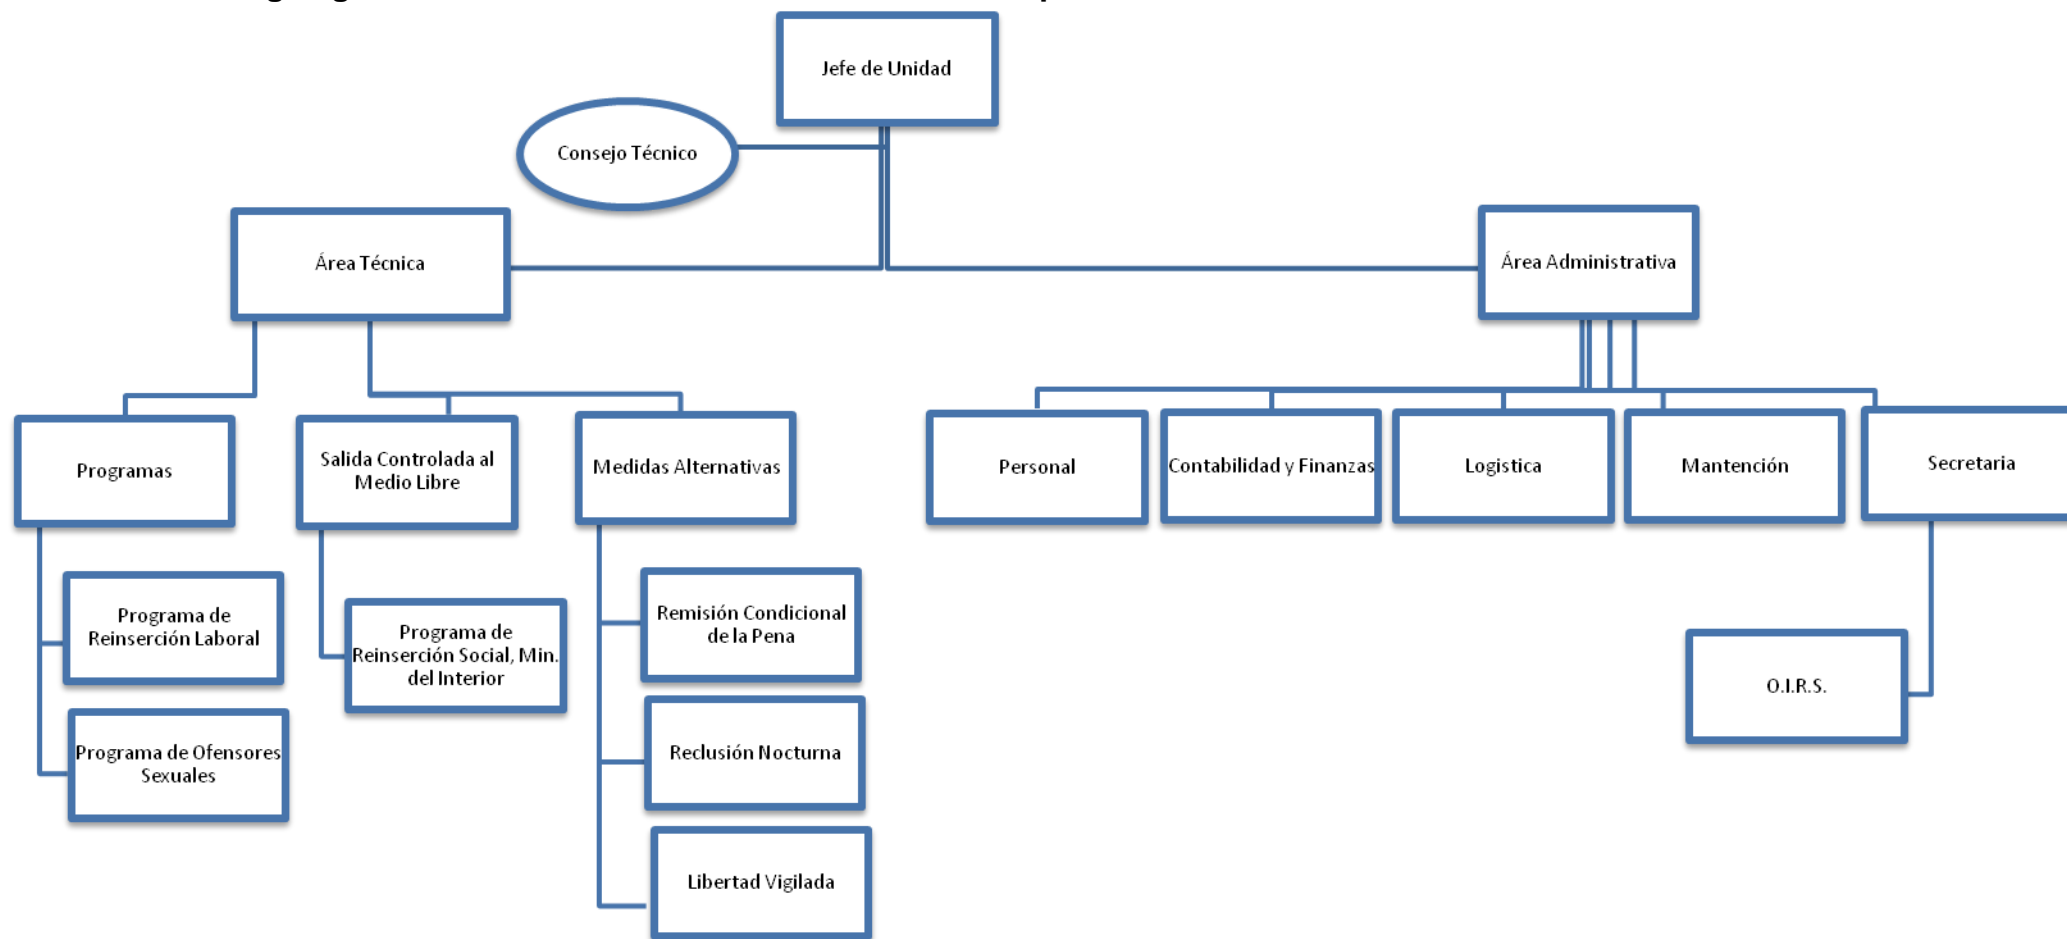 Jefe de Unidad
Consejo Técnico
Área Técnica
Área Administrativa
Programas
Salida Controlada al
Medio Libre
Medidas Alternativas
Personal
Contabilidad y Finanzas
Logistica
Mantención
Secretaria
Programa de
Reinserción Laboral
Programa de
Reinserción Social, Min.
del Interior
Remisión Condicional
de la Pena
O.I.R.S.
Programa de Ofensores
Sexuales
Reclusión Nocturna
Libertad Vigilada